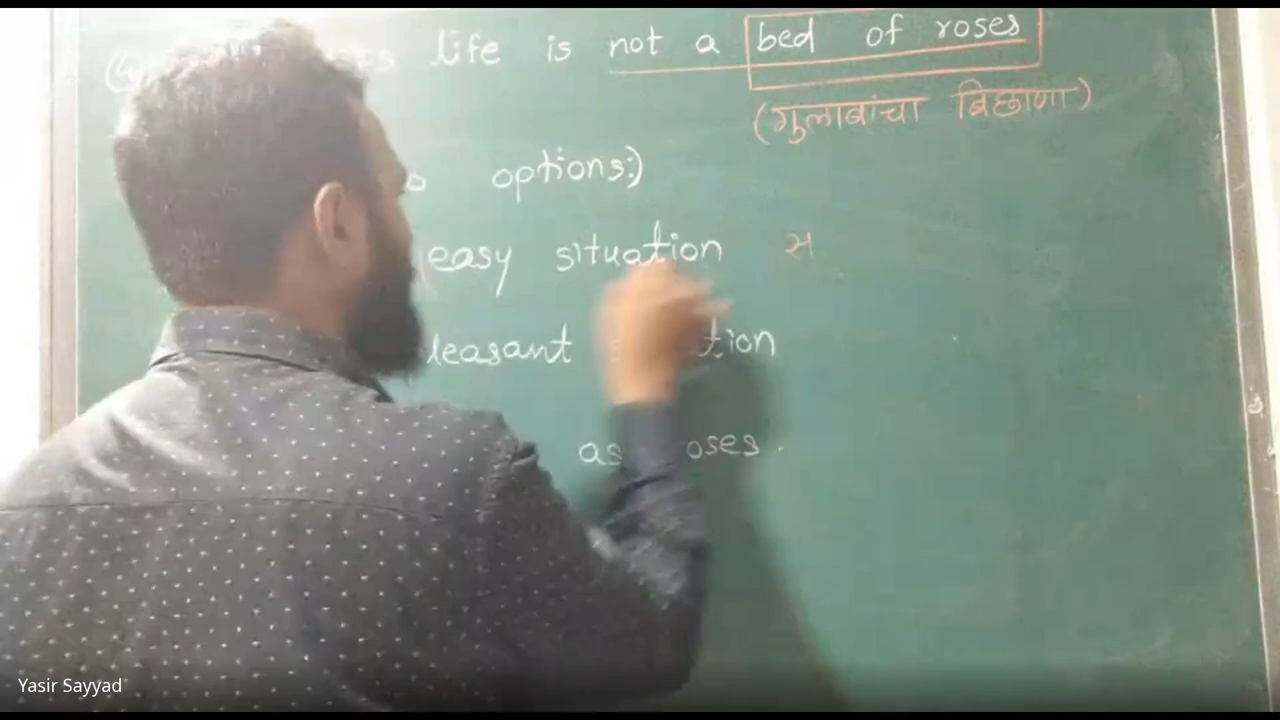 life is not a bed of roses
(गुलाबांचा बिछाणा)
options:)
easy situation स
leasant tion
as oses.
Yasir Sayyad